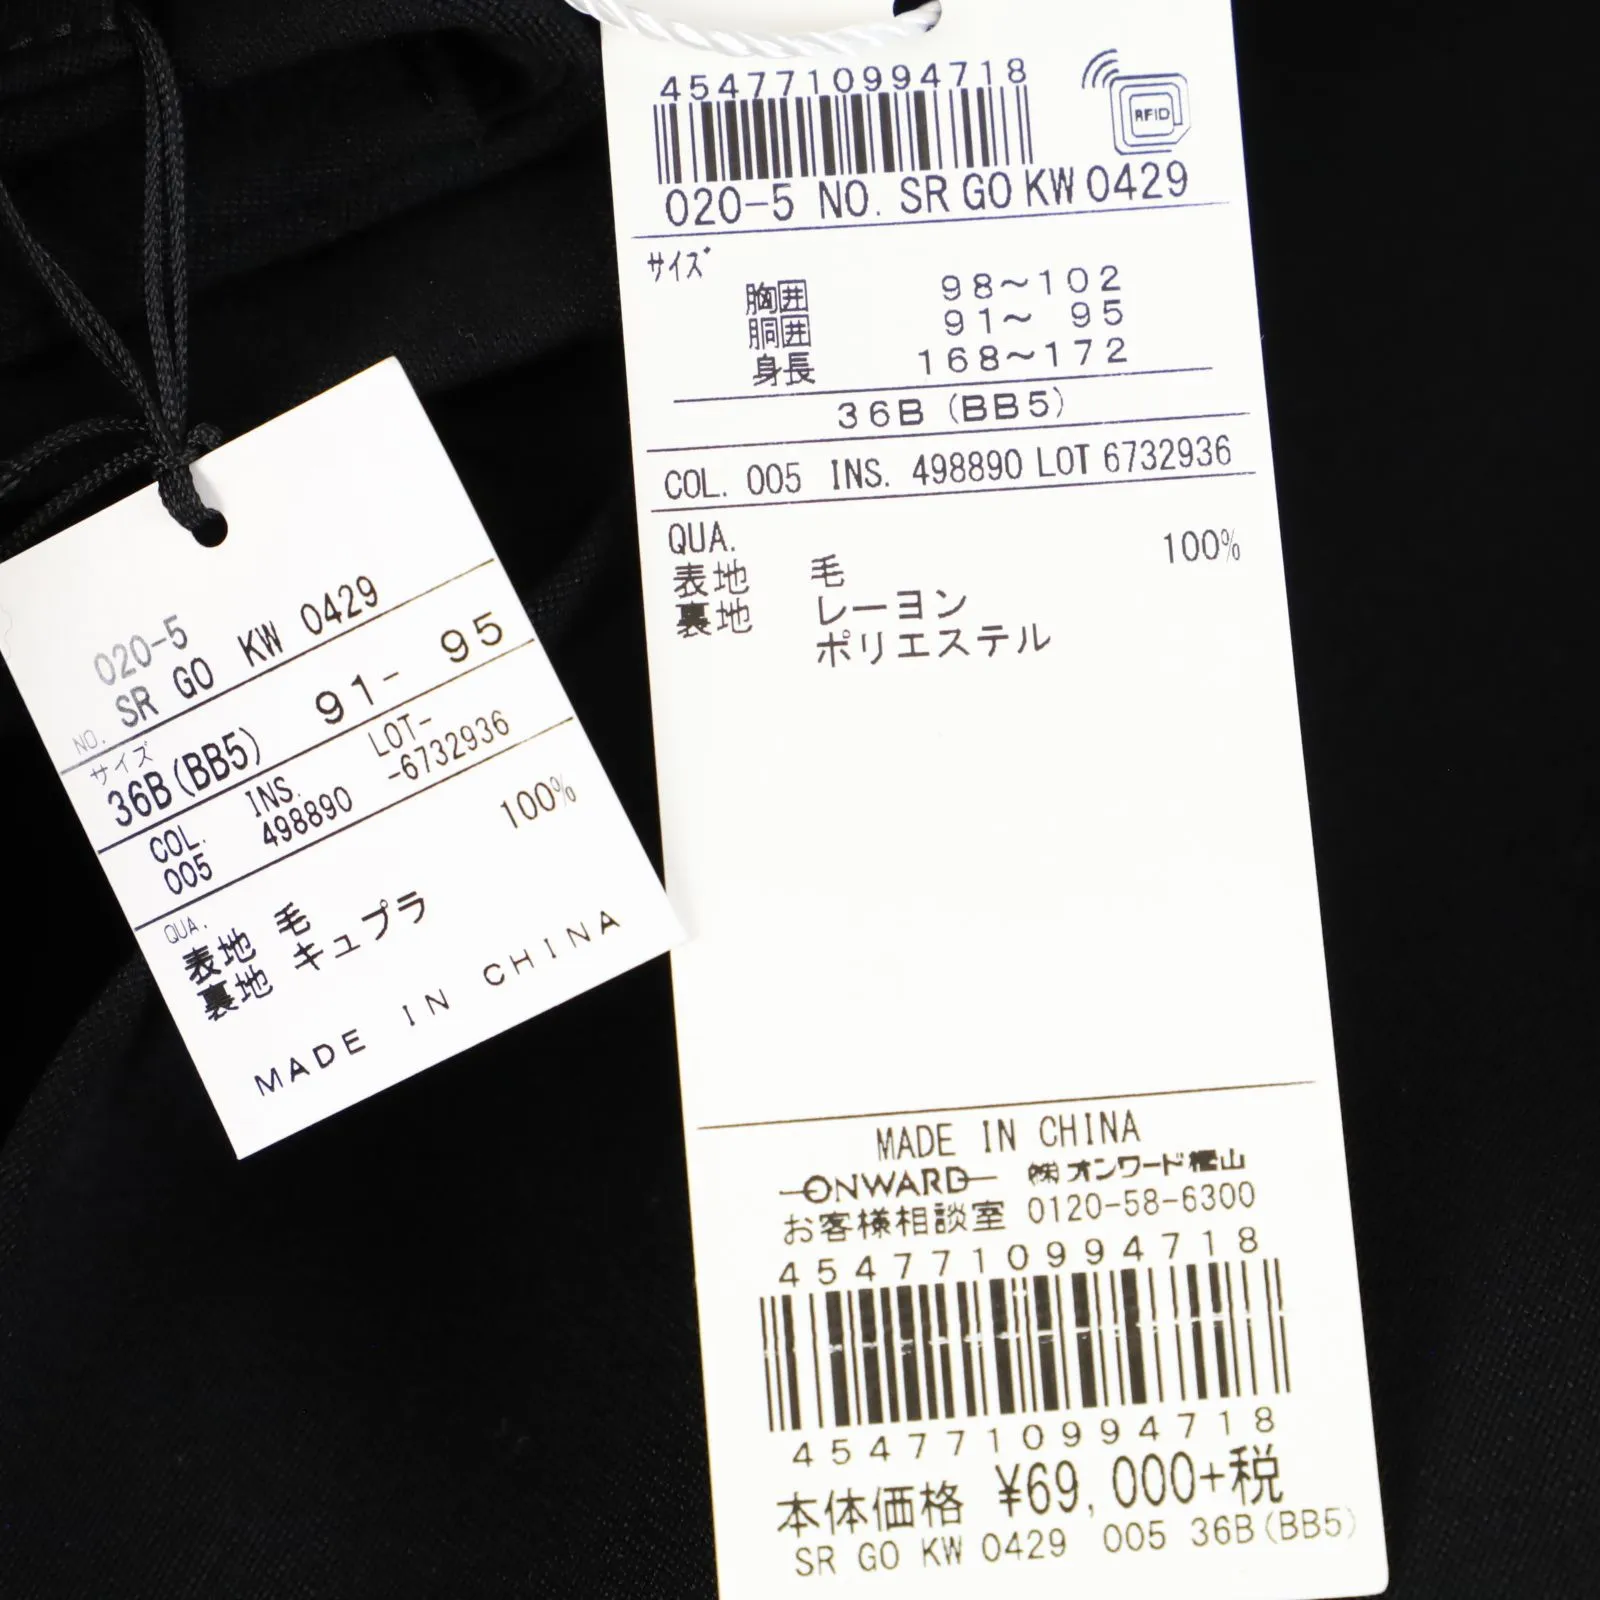 020-5
NO. SR GO KW 0429
サイズ
36B(BB5) 91- 95
COL. INS. LOT-
005 498890 -6732936
QUA. 100%
表地 毛
裏地 キュプラ
MADE IN CHINA
4547710994718
RFID
020-5 NO. SR GO KW 0429
サイズ
胸囲 98~102
胴囲 91~ 95
身長 168~172
36B (BB5)
COL. 005 INS. 498890 LOT 6732936
QUA. 100%
表地 毛
裏地 レーヨン
ポリエステル
MADE IN CHINA
ONWARD ㈱オンワード樫山
お客様相談室 0120-58-6300
4547710994718
4547710994718
本体価格 ¥69,000+税
SR GO KW 0429 005 36B(BB5)